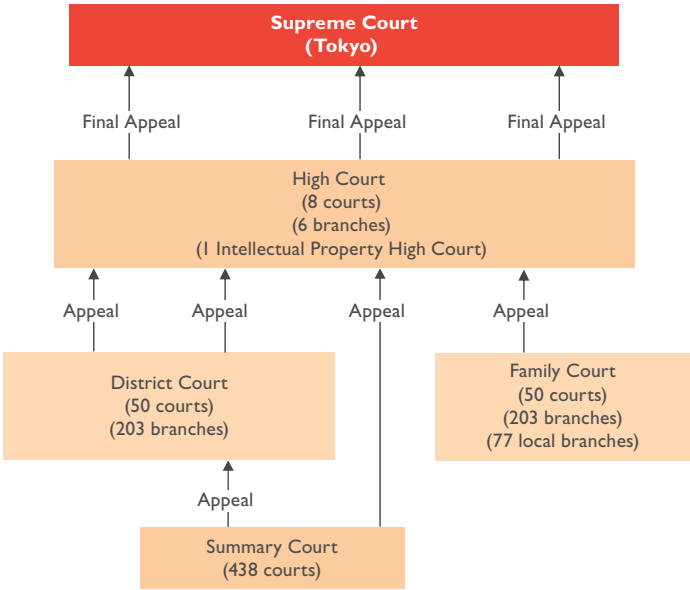 Supreme Court
(Tokyo)
Final Appeal
Final Appeal
Final Appeal
High Court
(8 courts)
(6 branches)
(1 Intellectual Property High Court)
Appeal
Appeal
Appeal
Appeal
District Court
(50 courts)
(203 branches)
Family Court
(50 courts)
(203 branches)
(77 local branches)
Appeal
Summary Court
(438 courts)